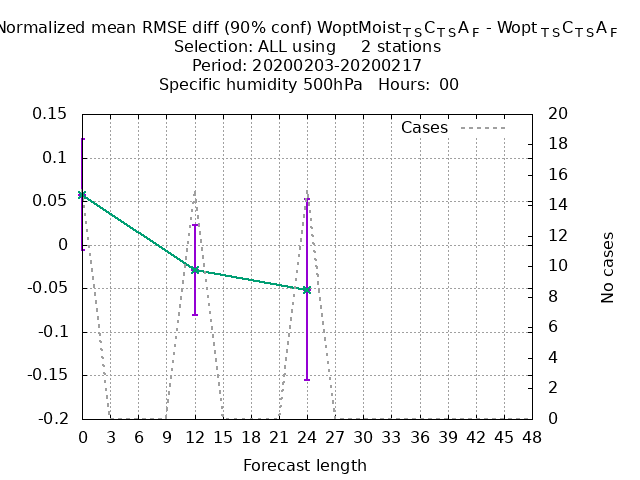 Normalized mean RMSE diff (90% conf) WoptMoist_TSC_TSA_F - Wopt_TSC_TSA_F
Selection: ALL using 2 stations
Period: 20200203-20200217
Specific humidity 500hPa Hours: 00
Cases
0.15
0.1
0.05
0
-0.05
-0.1
-0.15
-0.2
20
18
16
14
12
10
8
6
4
2
0
No cases
0 3 6 9 12 15 18 21 24 27 30 33 36 39 42 45 48
Forecast length